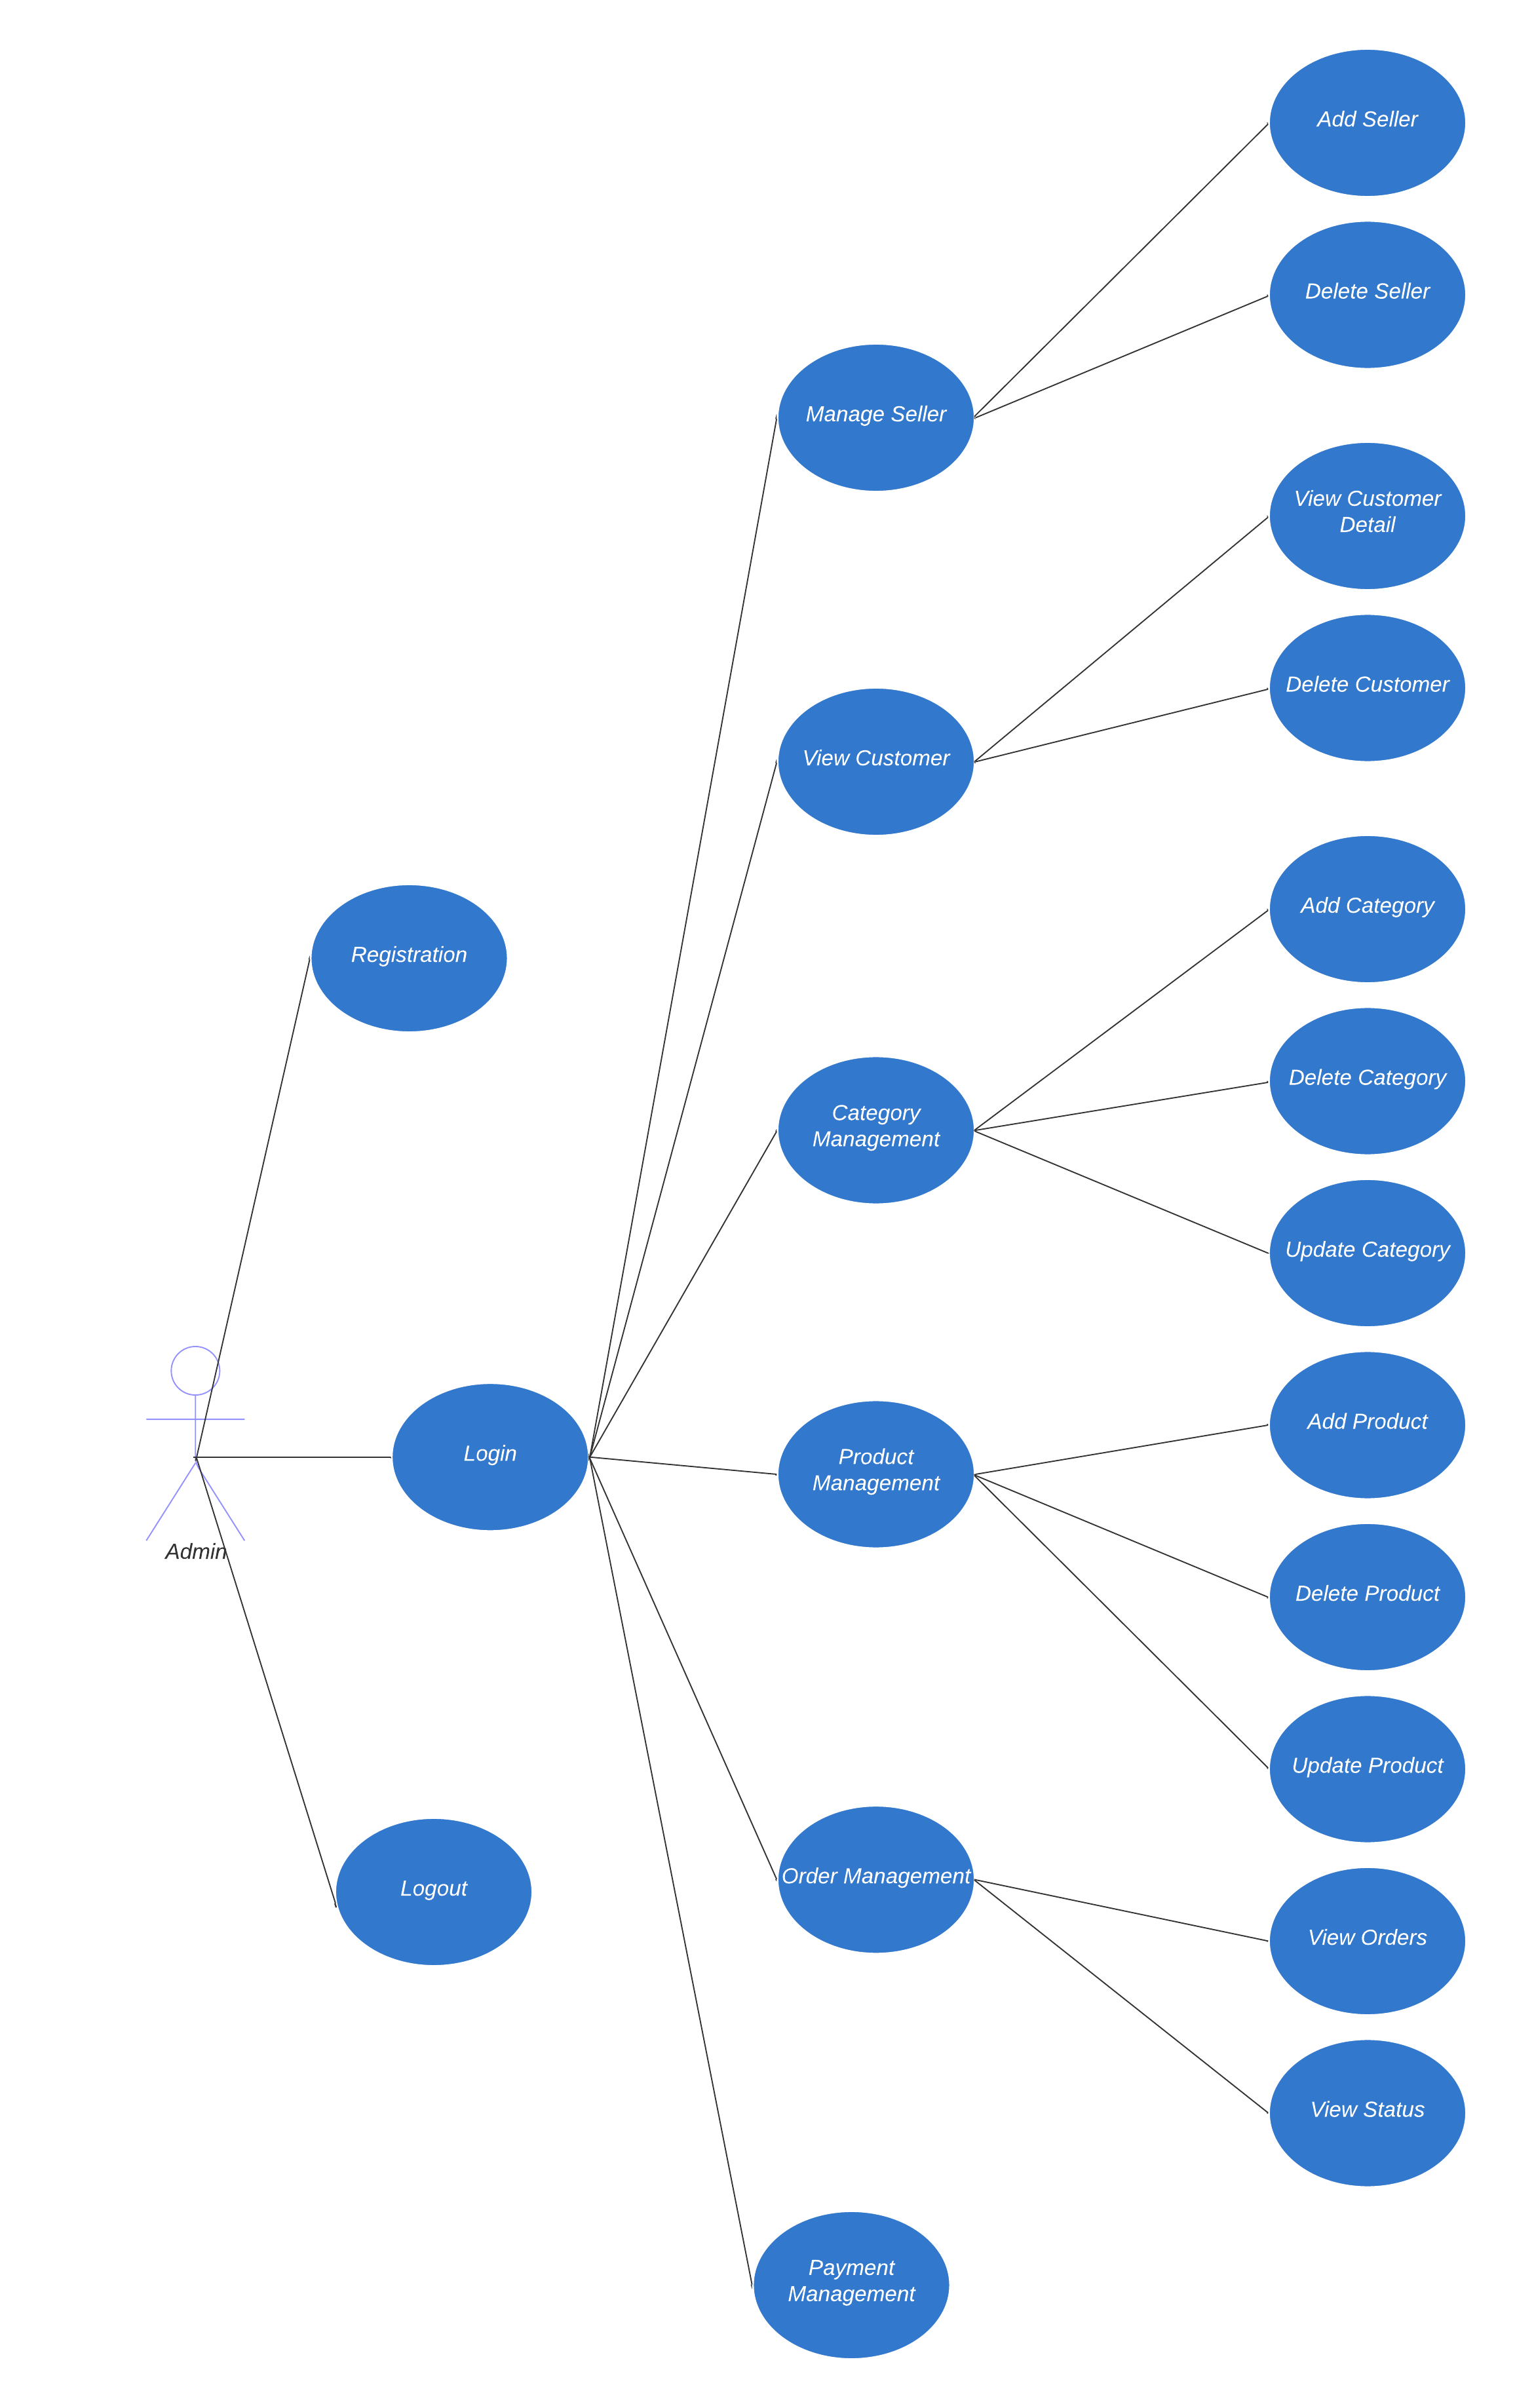 Add Seller
Delete Seller
Manage Seller
View Customer
Detail
Delete Customer
View Customer
Add Category
Registration
Delete Category
Category
Management
Update Category
Add Product
Login
Product
Management
Admin
Delete Product
Update Product
Order Management
Logout
View Orders
View Status
Payment
Management